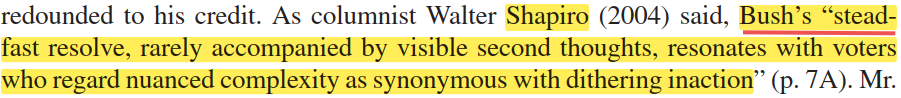 redounded to his credit. As columnist Walter Shapiro (2004) said, Bush’s “stead-
fast resolve, rarely accompanied by visible second thoughts, resonates with voters
who regard nuanced complexity as synonymous with dithering inaction” (p. 7A). Mr.